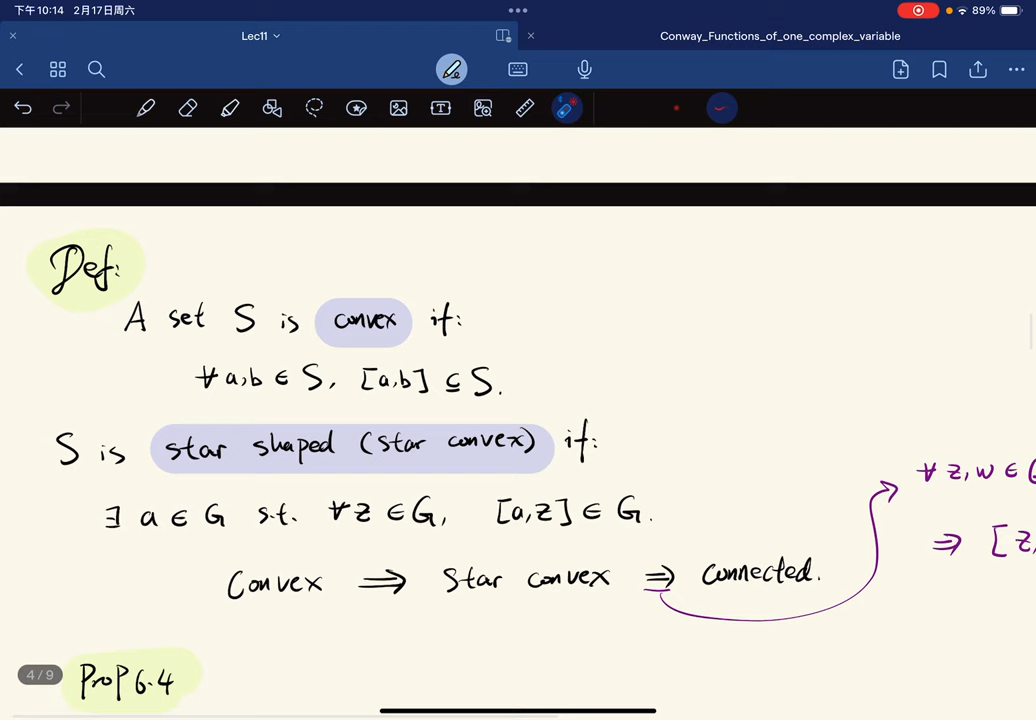 下午10:14 2月17日周六
89%
Lec11
Conway_Functions_of_one_complex_variable
Def:
A set S is convex if:
∀ a,b ∈ S, [a,b] ⊆ S.
S is star shaped (star convex) if:
∃ a ∈ G s.t. ∀ z ∈ G, [a,z] ∈ G.
∀ z, w ∈ G
⇒ [z,
Convex ⇒ Star convex ⇒ connected.
4 / 9
Prop 6.4